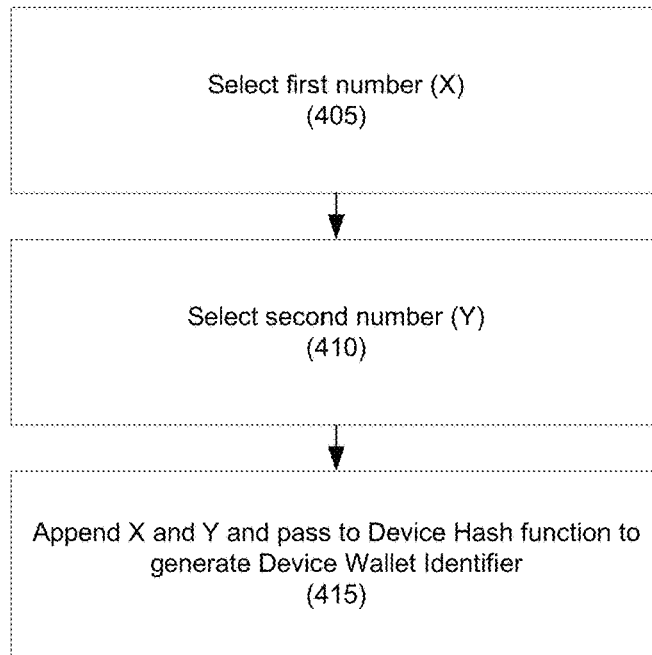 Select first number (X)
(405)
Select second number (Y)
(410)
Append X and Y and pass to Device Hash function to
generate Device Wallet Identifier
(415)